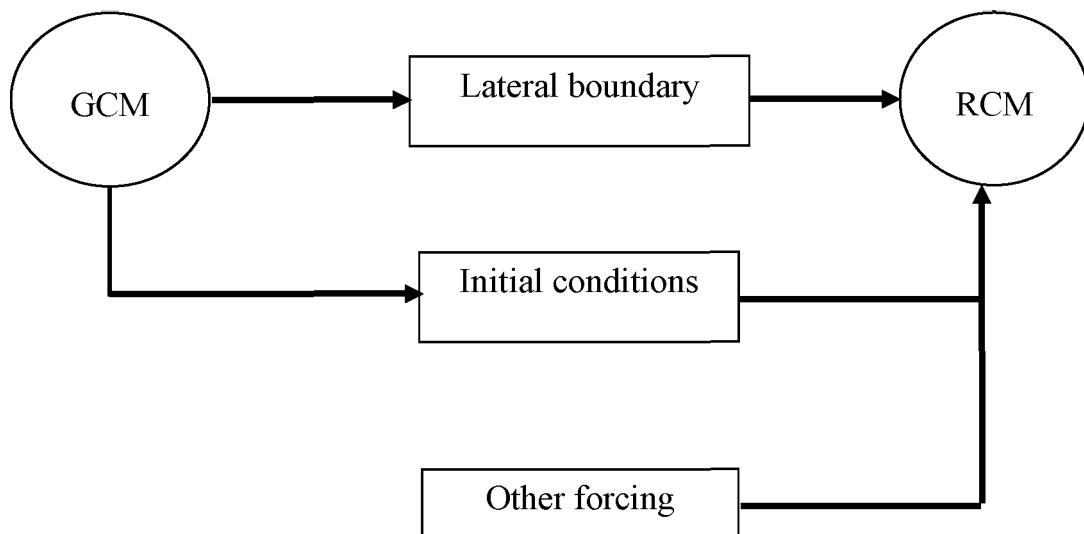 GCM
Lateral boundary
RCM
Initial conditions
Other forcing